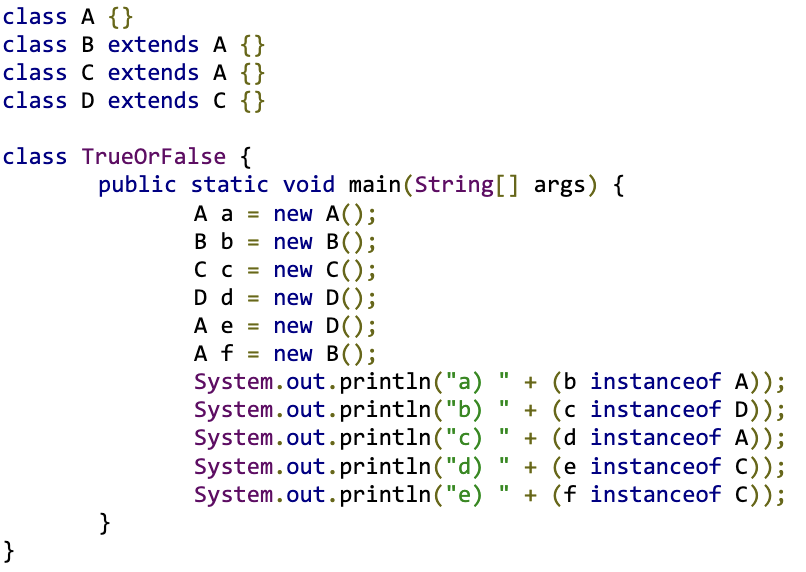 class A {}
class B extends A {}
class C extends A {}
class D extends C {}

class TrueOrFalse {
        public static void main(String[] args) {
                A a = new A();
                B b = new B();
                C c = new C();
                D d = new D();
                A e = new D();
                A f = new B();
                System.out.println("a) " + (b instanceof A));
                System.out.println("b) " + (c instanceof D));
                System.out.println("c) " + (d instanceof A));
                System.out.println("d) " + (e instanceof C));
                System.out.println("e) " + (f instanceof C));
        }
}